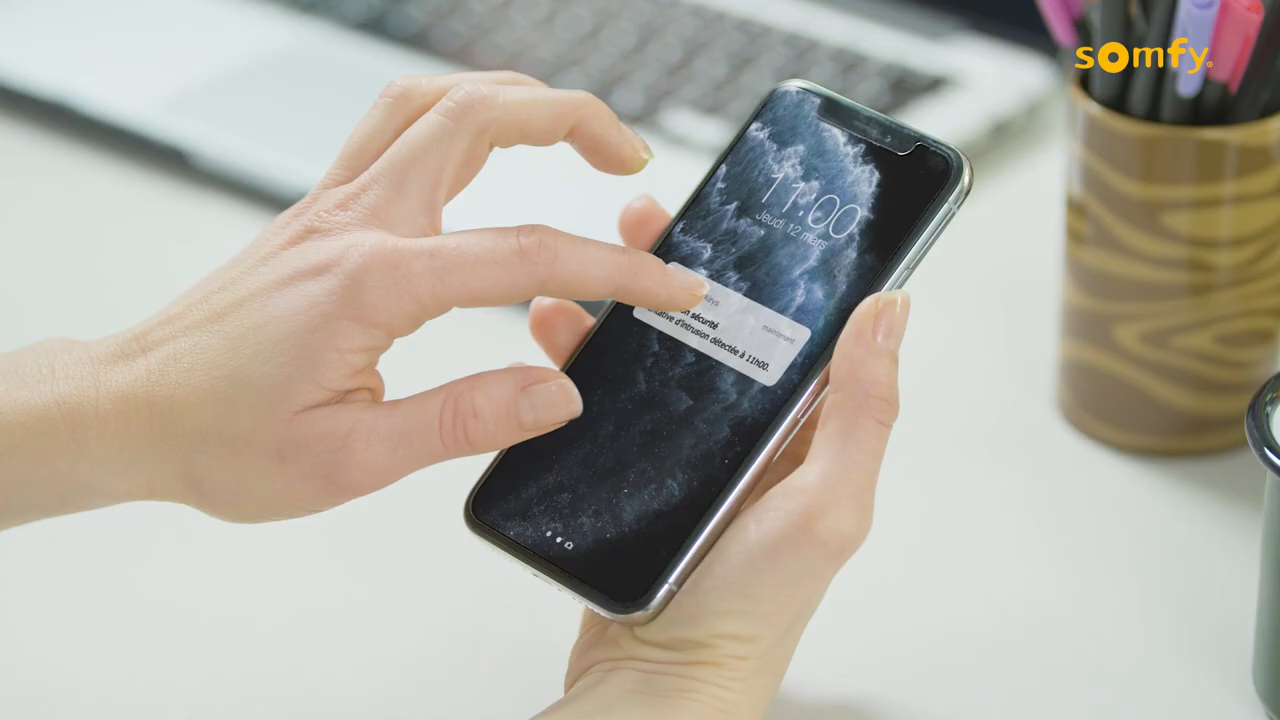 somfy
11:00
Jeudi 12 mars
Keys
maintenant
sécurité
d'intrusion détectée à 11h00.